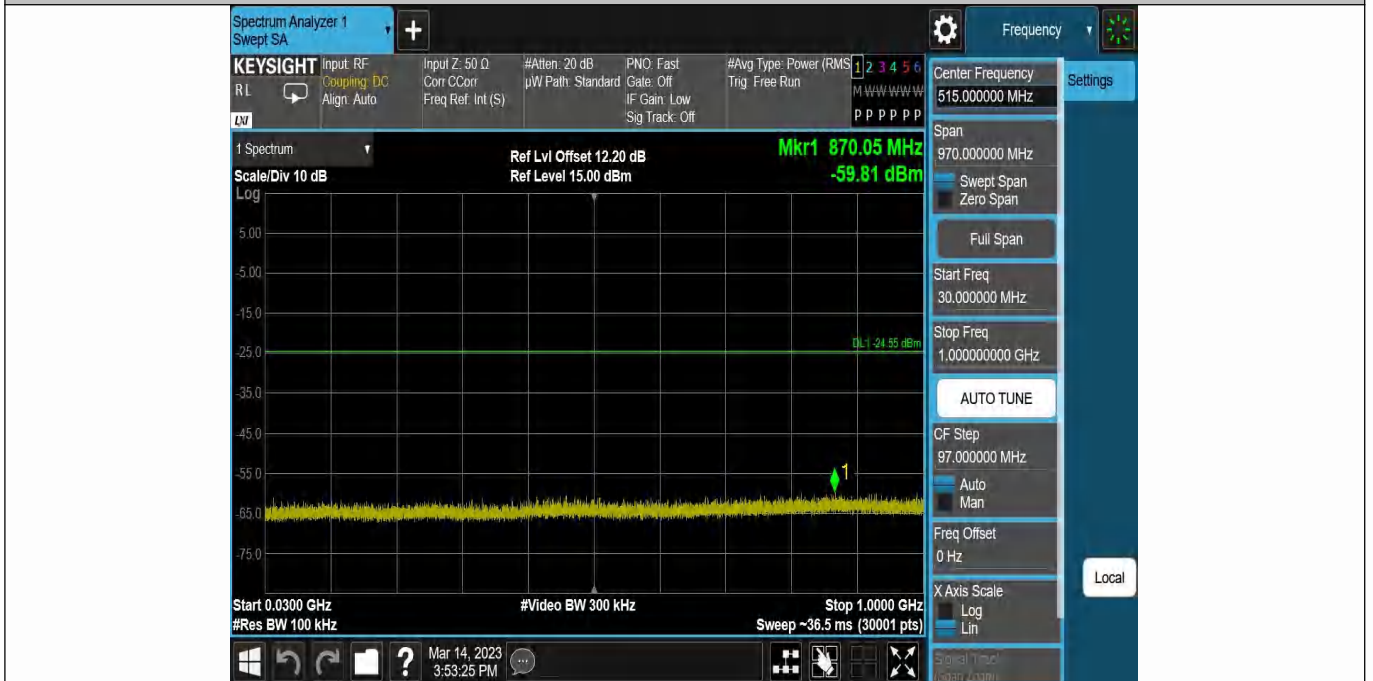 Spectrum Analyzer 1
Swept SA
+
Frequency
KEYSIGHT
RL
LXI
Input: RF
Coupling: DC
Align: Auto
Input Z: 50 Ω
Corr CCorr
Freq Ref: Int (S)
#Atten: 20 dB
µW Path: Standard
PNO: Fast
Gate: Off
IF Gain: Low
Sig Track: Off
#Avg Type: Power (RMS
Trig: Free Run
1 2 3 4 5 6
M W W W W W
P P P P P P
1 Spectrum
Scale/Div 10 dB
Log
Ref Lvl Offset 12.20 dB
Ref Level 15.00 dBm
Mkr1 870.05 MHz
-59.81 dBm
5.00
-5.00
-15.0
-25.0
-35.0
-45.0
-55.0
-65.0
-75.0
DL1 -24.55 dBm
1
Start 0.0300 GHz
#Res BW 100 kHz
#Video BW 300 kHz
Stop 1.0000 GHz
Sweep ~36.5 ms (30001 pts)
Center Frequency
515.000000 MHz
Settings
Span
970.000000 MHz
Swept Span
Zero Span
Full Span
Start Freq
30.000000 MHz
Stop Freq
1.000000000 GHz
AUTO TUNE
CF Step
97.000000 MHz
Auto
Man
Freq Offset
0 Hz
X Axis Scale
Log
Lin
Local
Signal Track
(Span Zoom)
?
Mar 14, 2023
3:53:25 PM